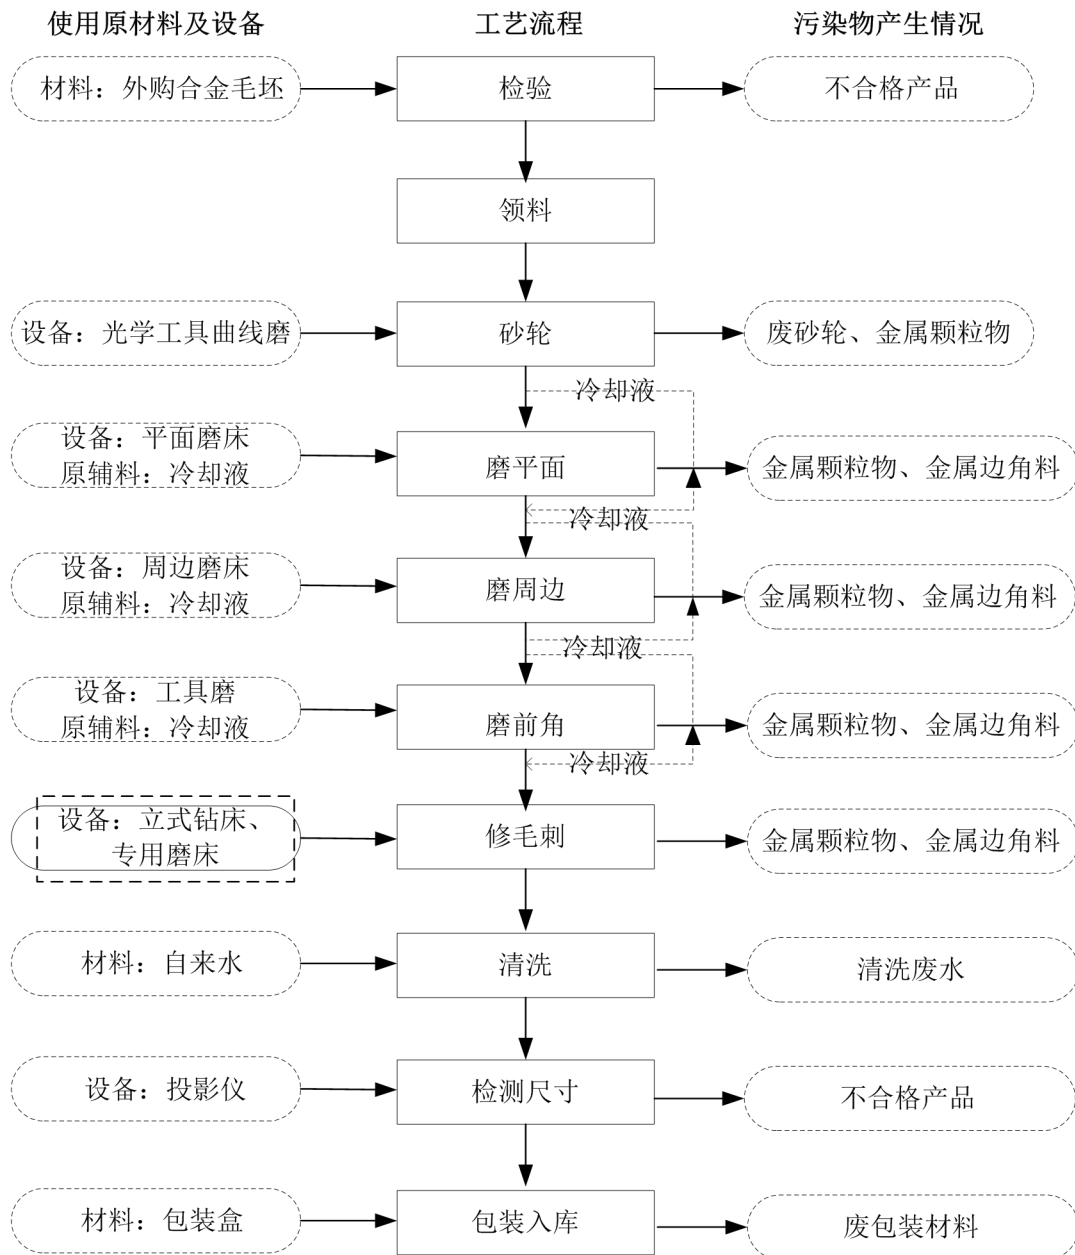 使用原材料及设备
工艺流程
污染物产生情况
材料：外购合金毛坯
检验
不合格产品
领料
设备：光学工具曲线磨
砂轮
废砂轮、金属颗粒物
冷却液
设备：平面磨床
原辅料：冷却液
磨平面
金属颗粒物、金属边角料
冷却液
设备：周边磨床
原辅料：冷却液
磨周边
金属颗粒物、金属边角料
冷却液
设备：工具磨
原辅料：冷却液
磨前角
金属颗粒物、金属边角料
冷却液
设备：立式钻床、
专用磨床
修毛刺
金属颗粒物、金属边角料
材料：自来水
清洗
清洗废水
设备：投影仪
检测尺寸
不合格产品
材料：包装盒
包装入库
废包装材料